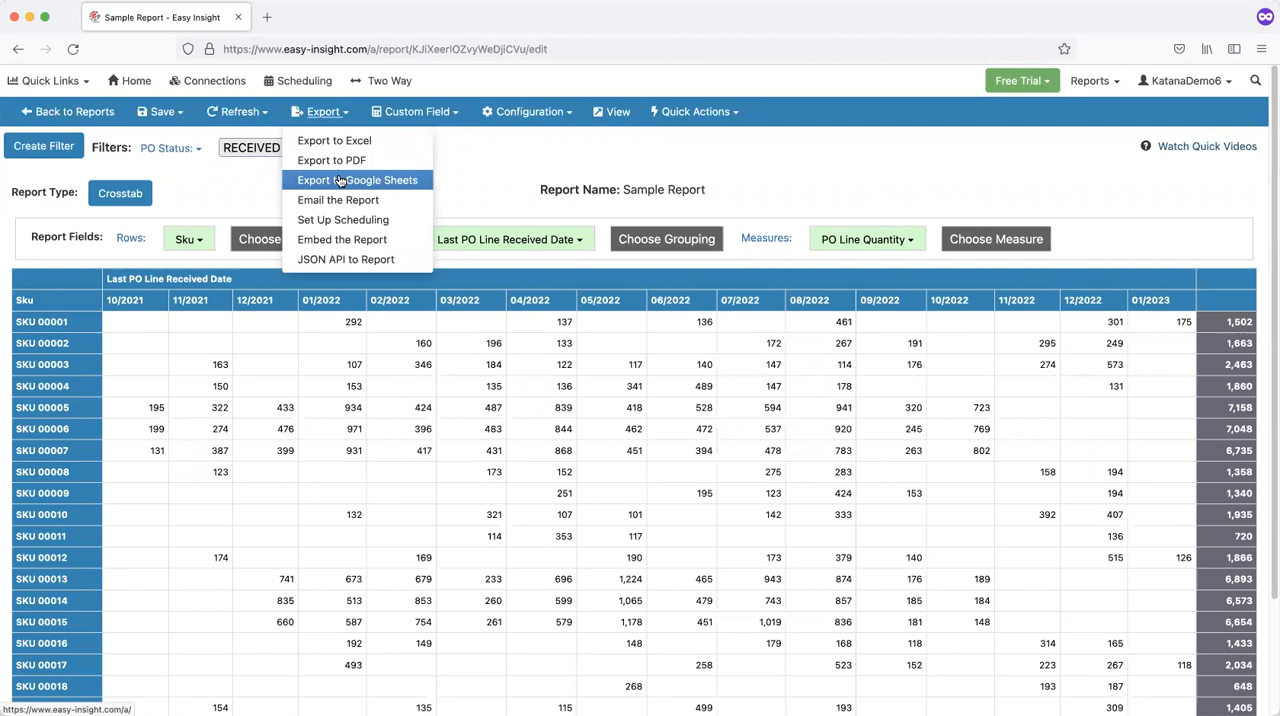 Sample Report - Easy Insight
https://www.easy-insight.com/a/report/KJiXeerIOZvyWeDjiCVu/edit
Quick Links Home Connections Scheduling Two Way Free Trial Reports KatanaDemo6
Back to Reports Save Refresh Export Custom Field Configuration View Quick Actions
Export to Excel
Export to PDF
Export to Google Sheets
Email the Report
Set Up Scheduling
Embed the Report
JSON API to Report
Create Filter Filters: PO Status: RECEIVED Watch Quick Videos
Report Type: Crosstab Report Name: Sample Report
Report Fields: Rows: Sku Choose Last PO Line Received Date Choose Grouping Measures: PO Line Quantity Choose Measure
Last PO Line Received Date
Sku 10/2021 11/2021 12/2021 01/2022 02/2022 03/2022 04/2022 05/2022 06/2022 07/2022 08/2022 09/2022 10/2022 11/2022 12/2022 01/2023
SKU 00001 292 137 136 461 301 175 1,502
SKU 00002 160 196 133 172 267 191 295 249 1,663
SKU 00003 163 107 346 184 122 117 140 147 114 176 274 573 2,463
SKU 00004 150 153 135 136 341 489 147 178 131 1,860
SKU 00005 195 322 433 934 424 487 839 418 528 594 941 320 723 7,158
SKU 00006 199 274 476 971 396 483 844 462 472 537 920 245 769 7,048
SKU 00007 131 387 399 931 417 431 868 451 394 478 783 263 802 6,735
SKU 00008 123 173 152 275 283 158 194 1,358
SKU 00009 251 195 123 424 153 194 1,340
SKU 00010 132 321 107 101 142 333 392 407 1,935
SKU 00011 114 353 117 136 720
SKU 00012 174 169 190 173 379 140 515 126 1,866
SKU 00013 741 673 679 233 696 1,224 465 943 874 176 189 6,893
SKU 00014 835 513 853 260 599 1,065 479 743 857 185 184 6,573
SKU 00015 660 587 754 261 579 1,178 451 1,019 836 181 148 6,654
SKU 00016 192 149 148 179 168 118 314 165 1,433
SKU 00017 493 258 523 152 223 267 118 2,034
SKU 00018 268 193 187 648
154 135 115 499 193 309 1,405
https://www.easy-insight.com/a/